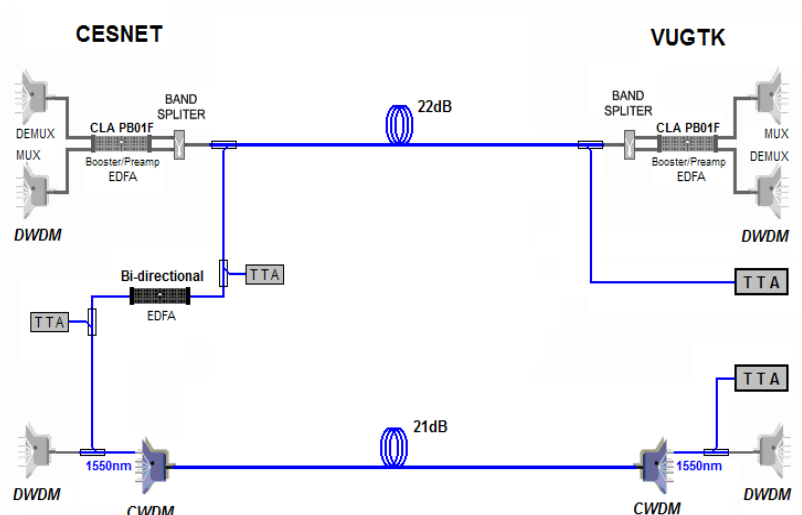 CESNET
VUGTK
BAND
SPLITER
22dB
BAND
SPLITER
DEMUX
CLA PB01F
CLA PB01F
MUX
MUX
Booster/Preamp
EDFA
Booster/Preamp
EDFA
DEMUX
DWDM
DWDM
Bi-directional
TTA
TTA
EDFA
TTA
TTA
21dB
1550nm
1550nm
DWDM
CWDM
CWDM
DWDM